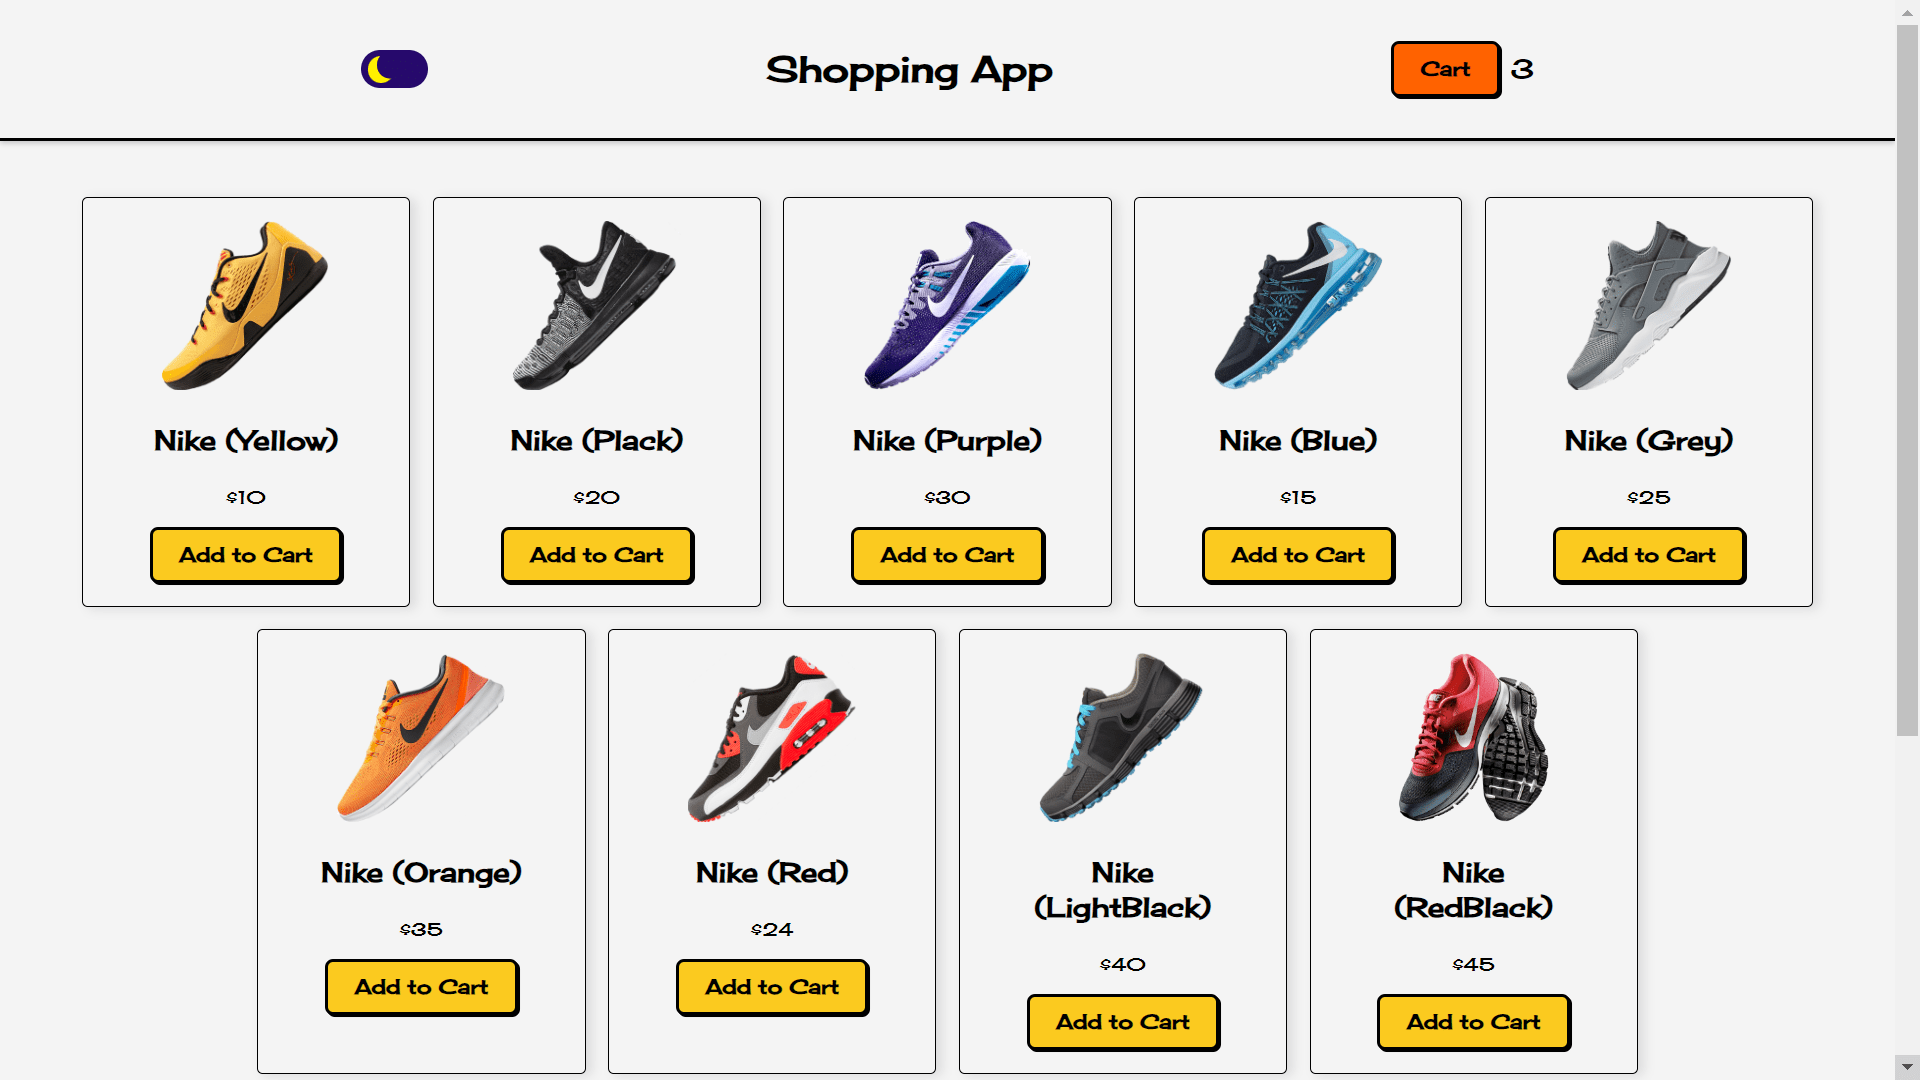 Shopping App
Cart 3
Nike (Yellow)
$10
Add to Cart
Nike (Plack)
$20
Add to Cart
Nike (Purple)
$30
Add to Cart
Nike (Blue)
$15
Add to Cart
Nike (Grey)
$25
Add to Cart
Nike (Orange)
$35
Add to Cart
Nike (Red)
$24
Add to Cart
Nike
(LightBlack)
$40
Add to Cart
Nike
(RedBlack)
$45
Add to Cart